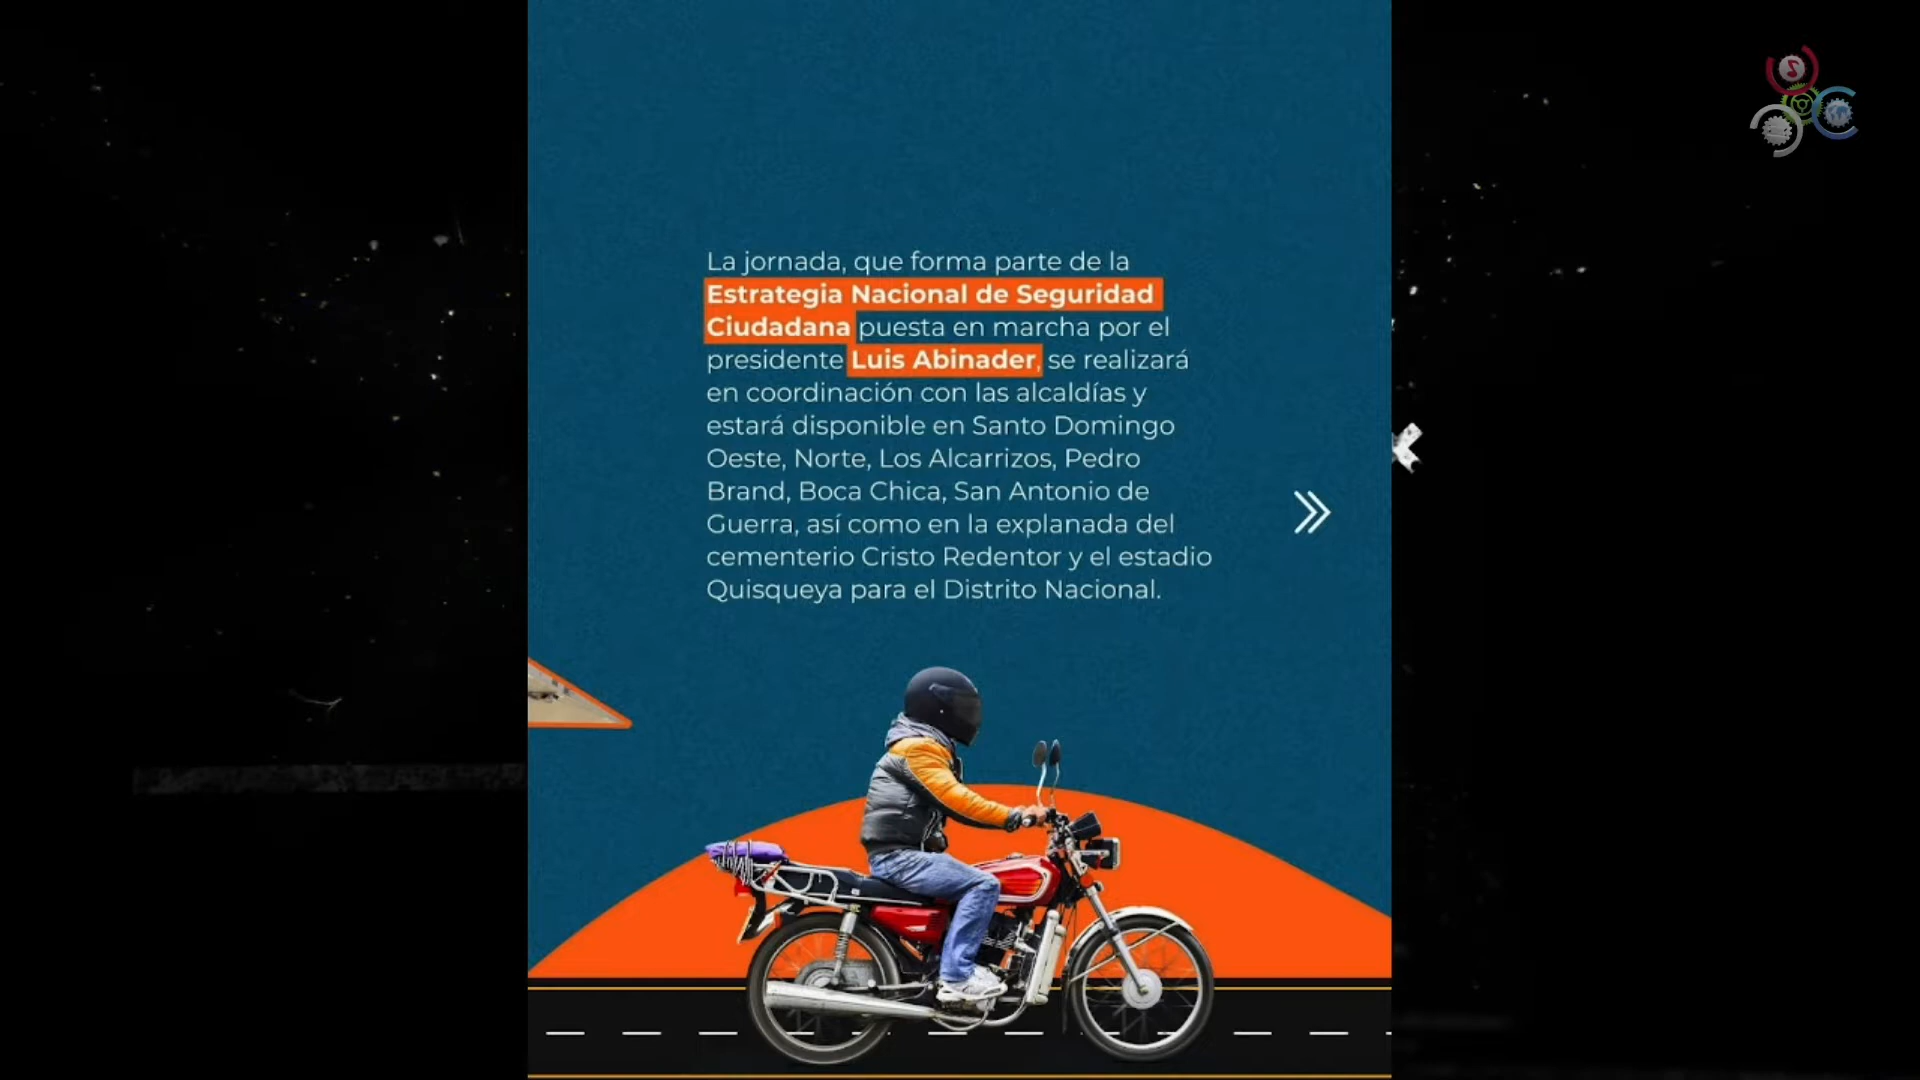 La jornada, que forma parte de la
Estrategia Nacional de Seguridad
Ciudadana puesta en marcha por el
presidente Luis Abinader, se realizará
en coordinación con las alcaldías y
estará disponible en Santo Domingo
Oeste, Norte, Los Alcarrizos, Pedro
Brand, Boca Chica, San Antonio de
Guerra, así como en la explanada del
cementerio Cristo Redentor y el estadio
Quisqueya para el Distrito Nacional.